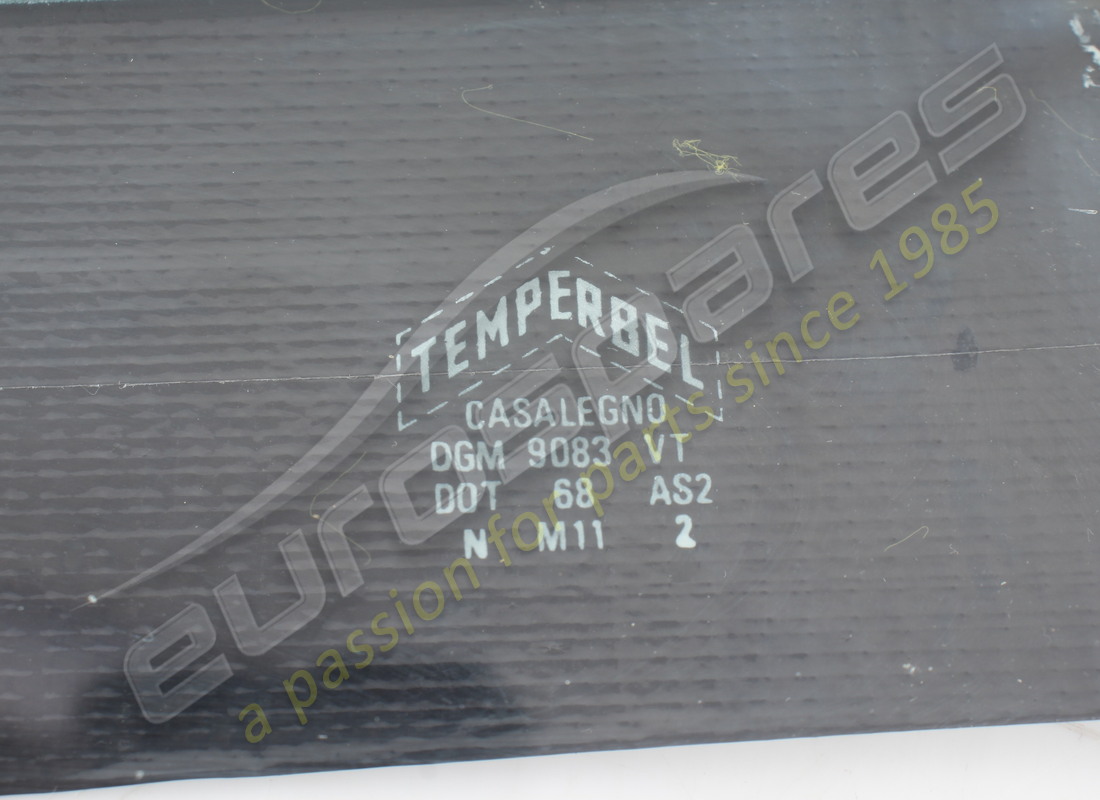 TEMPERBEL
CASALEGNO
DGM 9083 VT
DOT 68 AS2
N M11 2
eurospares
a passion for parts since 1985